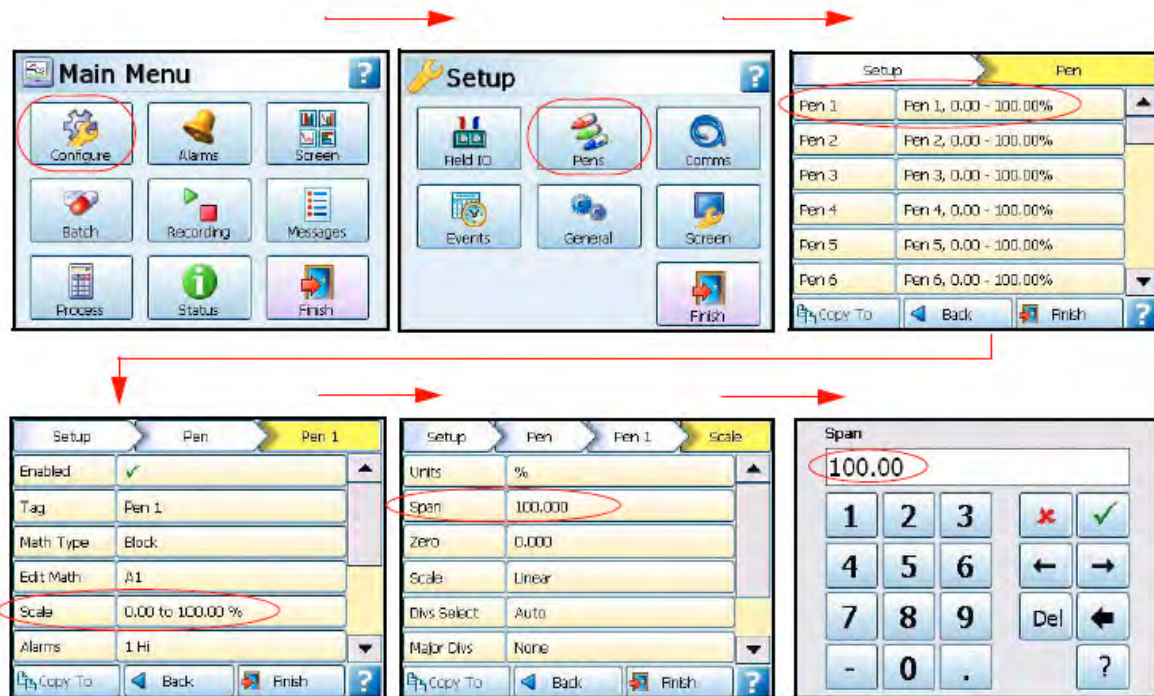 Main Menu
?
Configure
Alarms
Screen
Batch
Recording
Messages
Process
Status
Finish
Setup
?
Field IO
Pens
Comms
Events
General
Screen
Finish
Setup Pen
Pen 1 Pen 1, 0.00 - 100.00%
Pen 2 Pen 2, 0.00 - 100.00%
Pen 3 Pen 3, 0.00 - 100.00%
Pen 4 Pen 4, 0.00 - 100.00%
Pen 5 Pen 5, 0.00 - 100.00%
Pen 6 Pen 6, 0.00 - 100.00%
Copy To Back Finish ?
Setup Pen Pen 1
Enabled ✓
Tag Pen 1
Math Type Block
Edit Math A1
Scale 0.00 to 100.00 %
Alarms 1 Hi
Copy To Back Finish ?
Setup Pen Pen 1 Scale
Units %
Span 100.000
Zero 0.000
Scale Linear
Divs Select Auto
Major Divs None
Copy To Back Finish ?
Span
100.00
1 2 3
4 5 6
7 8 9 Del
- 0 . ?